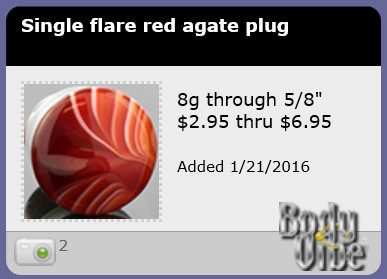 Single flare red agate plug
8g through 5/8"
$2.95 thru $6.95
Added 1/21/2016
2
Body
Vibe